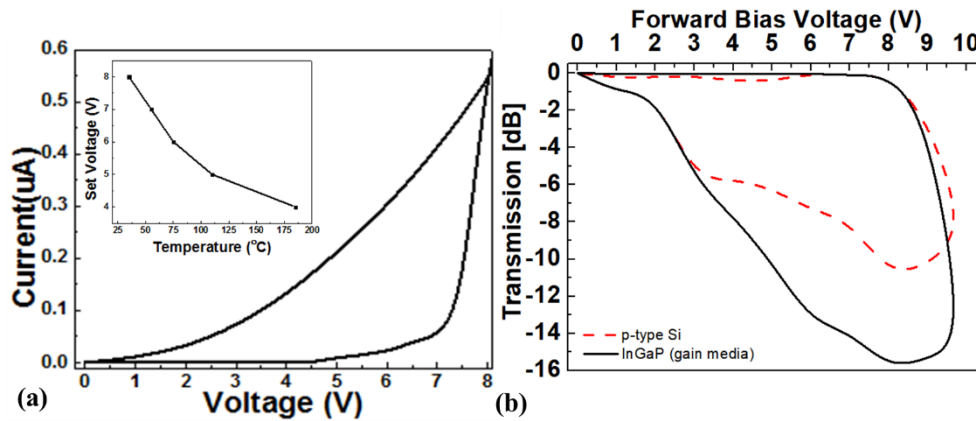 0.6
0.5
0.4
0.3
0.2
0.1
0.0
Current(uA)
0 1 2 3 4 5 6 7 8
Voltage (V)
(a)
8
7
6
5
4
Set Voltage (V)
25 50 75 100 125 150 175 200
Temperature (°C)
Forward Bias Voltage (V)
0 1 2 3 4 5 6 7 8 9 10
0
-2
-4
-6
-8
-10
-12
-14
-16
Transmission [dB]
p-type Si
InGaP (gain media)
(b)